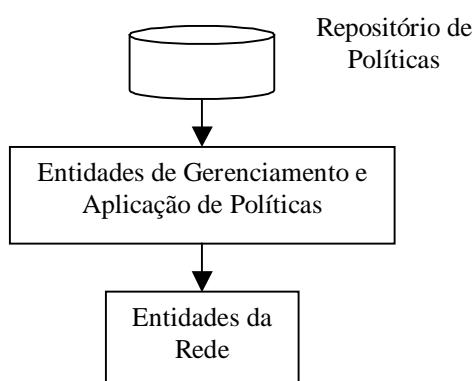 Repositório de
Políticas
Entidades de Gerenciamento e
Aplicação de Políticas
Entidades da
Rede